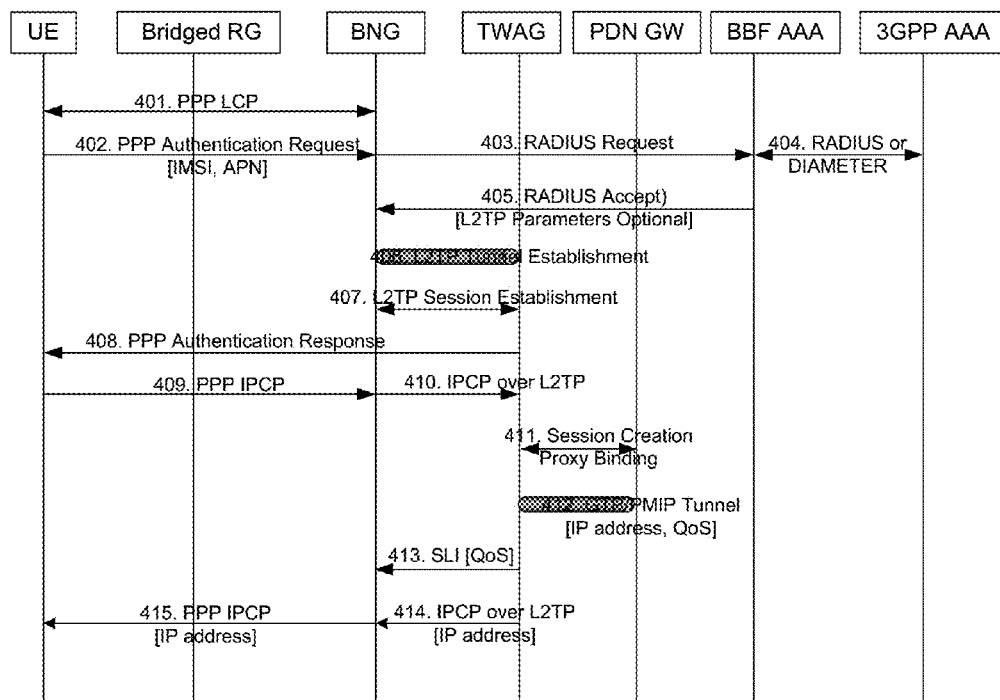 UE Bridged RG BNG TWAG PDN GW BBF AAA 3GPP AAA
401. PPP LCP
402. PPP Authentication Request 403. RADIUS Request 404. RADIUS or
[IMSI, APN] DIAMETER
405. RADIUS Accept)
[L2TP Parameters Optional]
406. L2TP Tunnel Establishment
407. L2TP Session Establishment
408. PPP Authentication Response
409. PPP IPCP 410. IPCP over L2TP
411. Session Creation
Proxy Binding
PMIP Tunnel
[IP address, QoS]
413. SLI [QoS]
415. PPP IPCP 414. IPCP over L2TP
[IP address] [IP address]